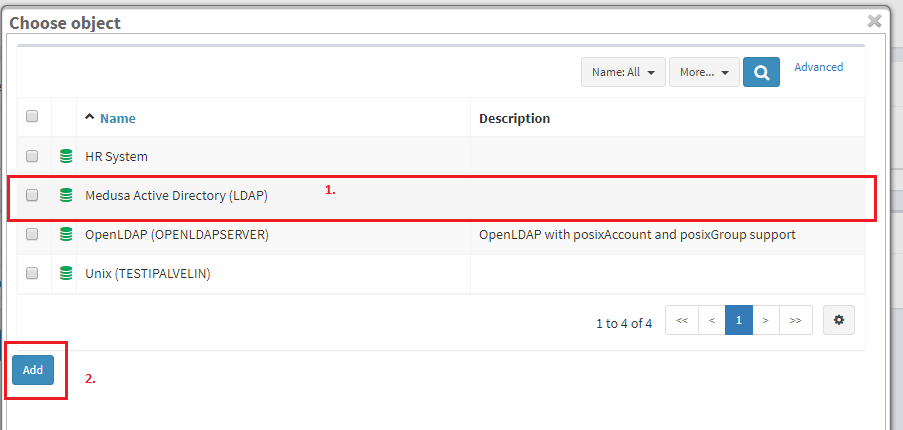 Choose object
Name: All
More...
Advanced
Name
Description
HR System
Medusa Active Directory (LDAP)
1.
OpenLDAP (OPENLDAPSERVER)
OpenLDAP with posixAccount and posixGroup support
Unix (TESTIPALVELIN)
1 to 4 of 4
<<
<
1
>
>>
Add
2.